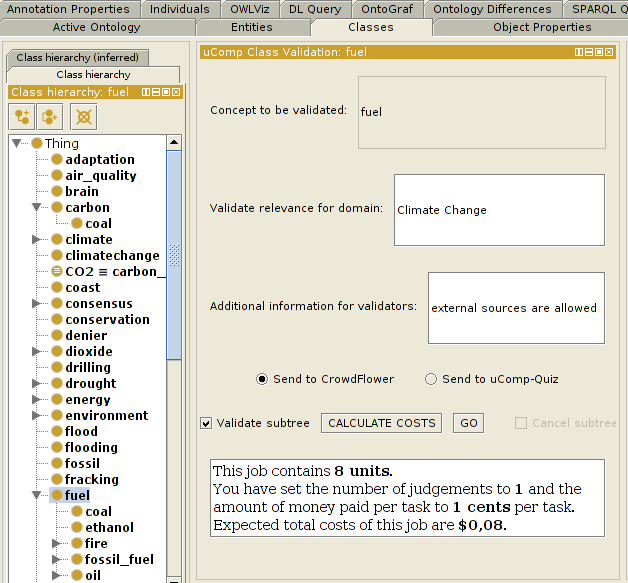 Annotation Properties Individuals OWLViz DL Query OntoGraf Ontology Differences SPARQL Q
Active Ontology Entities Classes Object Properties
Class hierarchy (inferred)
Class hierarchy
Class hierarchy: fuel
Thing
adaptation
air_quality
brain
carbon
coal
climate
climatechange
CO2 ≡ carbon_
coast
consensus
conservation
denier
dioxide
drilling
drought
energy
environment
flood
flooding
fossil
fracking
fuel
coal
ethanol
fire
fossil_fuel
oil
uComp Class Validation: fuel
Concept to be validated: fuel
Validate relevance for domain: Climate Change
Additional information for validators: external sources are allowed
Send to CrowdFlower Send to uComp-Quiz
Validate subtree CALCULATE COSTS GO Cancel subtree
This job contains 8 units.
You have set the number of judgements to 1 and the
amount of money paid per task to 1 cents per task.
Expected total costs of this job are $0,08.